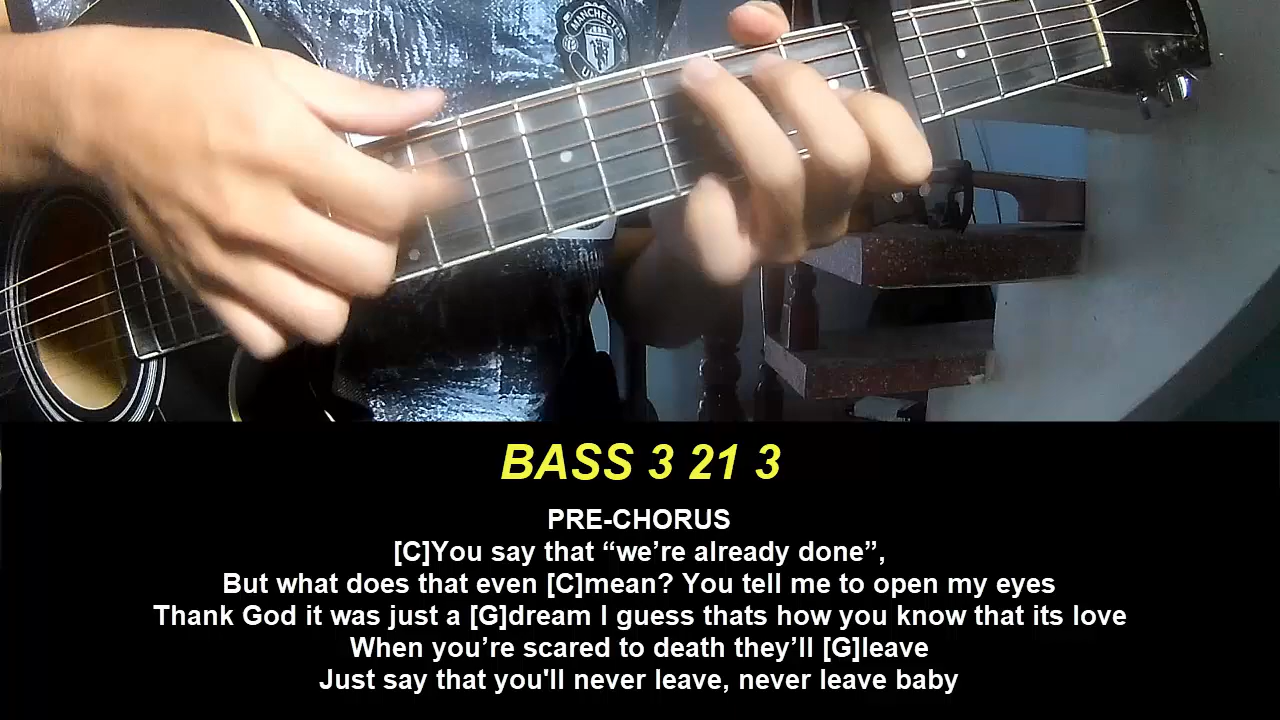 MANCHESTER
BASS 3 21 3
PRE-CHORUS
[C]You say that “we’re already done”,
But what does that even [C]mean? You tell me to open my eyes
Thank God it was just a [G]dream I guess thats how you know that its love
When you’re scared to death they’ll [G]leave
Just say that you'll never leave, never leave baby